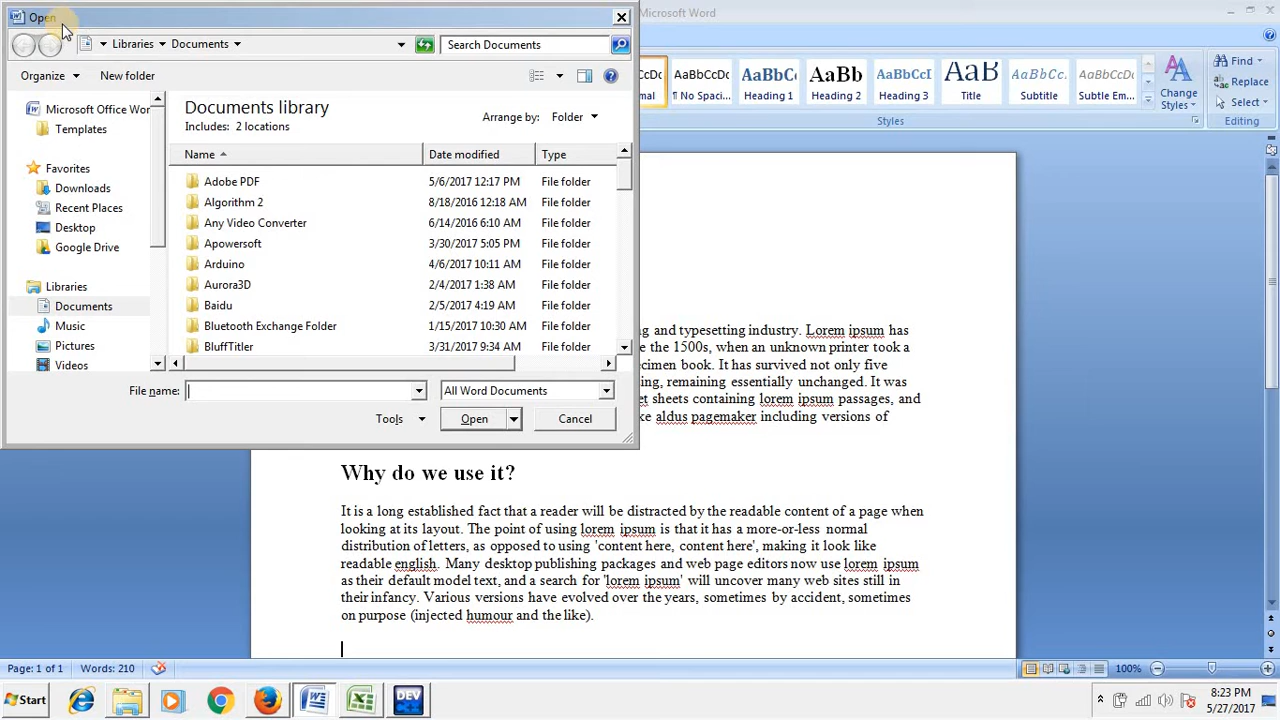 Open
Microsoft Word
Libraries
Documents
Search Documents
Organize
New folder
Microsoft Office Wor
Templates
Favorites
Downloads
Recent Places
Desktop
Google Drive
Libraries
Documents
Music
Pictures
Videos
Documents library
Includes: 2 locations
Arrange by: Folder
Name Date modified Type
Adobe PDF 5/6/2017 12:17 PM File folder
Algorithm 2 8/18/2016 12:18 AM File folder
Any Video Converter 6/14/2016 6:10 AM File folder
Apowersoft 3/30/2017 5:05 PM File folder
Arduino 4/6/2017 10:11 AM File folder
Aurora3D 2/4/2017 1:38 AM File folder
Baidu 2/5/2017 4:19 AM File folder
Bluetooth Exchange Folder 1/15/2017 10:30 AM File folder
BluffTitler 3/31/2017 9:34 AM File folder
File name:
All Word Documents
Tools
Open
Cancel
AaBbCcDc AaBbCc AaBbCc AaBbCcI AaB AaBbCcI AaBbCcDc
¶ No Spaci... Heading 1 Heading 2 Heading 3 Title Subtitle Subtle Em...
Change
Styles
Styles
Find
Replace
Select
Editing
ng and typesetting industry. Lorem ipsum has
e the 1500s, when an unknown printer took a
ecimen book. It has survived not only five
ing, remaining essentially unchanged. It was
et sheets containing lorem ipsum passages, and
ke aldus pagemaker including versions of
Why do we use it?
It is a long established fact that a reader will be distracted by the readable content of a page when
looking at its layout. The point of using lorem ipsum is that it has a more-or-less normal
distribution of letters, as opposed to using 'content here, content here', making it look like
readable english. Many desktop publishing packages and web page editors now use lorem ipsum
as their default model text, and a search for 'lorem ipsum' will uncover many web sites still in
their infancy. Various versions have evolved over the years, sometimes by accident, sometimes
on purpose (injected humour and the like).
Page: 1 of 1
Words: 210
100%
Start
DEV
8:23 PM
5/27/2017